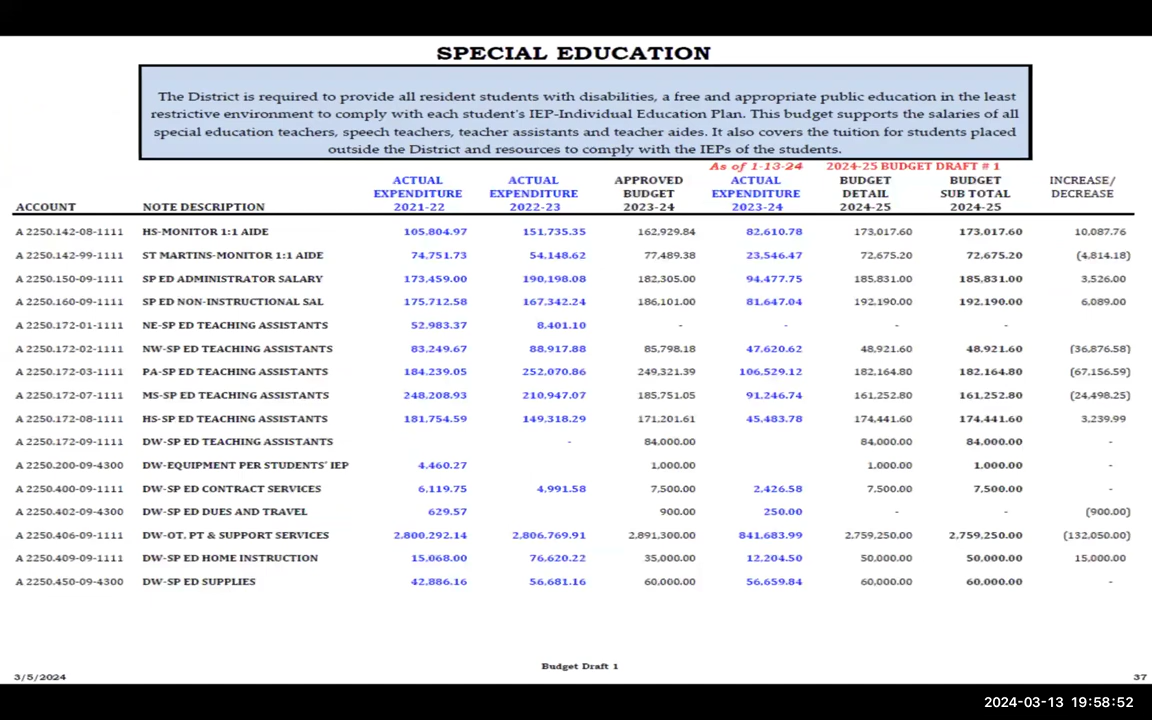 SPECIAL EDUCATION
The District is required to provide all resident students with disabilities, a free and appropriate public education in the least
restrictive environment to comply with each student's IEP-Individual Education Plan. This budget supports the salaries of all
special education teachers, speech teachers, teacher assistants and teacher aides. It also covers the tuition for students placed
outside the District and resources to comply with the IEPs of the students.
As of 1-13-24 2024-25 BUDGET DRAFT # 1
ACTUAL ACTUAL APPROVED ACTUAL BUDGET BUDGET INCREASE/
EXPENDITURE EXPENDITURE BUDGET EXPENDITURE DETAIL SUB TOTAL DECREASE
ACCOUNT NOTE DESCRIPTION 2021-22 2022-23 2023-24 2023-24 2024-25 2024-25
A 2250.142-08-1111 HS-MONITOR 1:1 AIDE 105,804.97 151,735.35 162,929.84 82,610.78 173,017.60 173,017.60 10,087.76
A 2250.142-99-1111 ST MARTINS-MONITOR 1:1 AIDE 74,751.73 54,148.62 77,489.38 23,546.47 72,675.20 72,675.20 (4,814.18)
A 2250.150-09-1111 SP ED ADMINISTRATOR SALARY 173,459.00 190,198.08 182,305.00 94,477.75 185,831.00 185,831.00 3,526.00
A 2250.160-09-1111 SP ED NON-INSTRUCTIONAL SAL 175,712.58 167,342.24 186,101.00 81,647.04 192,190.00 192,190.00 6,089.00
A 2250.172-01-1111 NE-SP ED TEACHING ASSISTANTS 52,983.37 8,401.10 - - - -
A 2250.172-02-1111 NW-SP ED TEACHING ASSISTANTS 83,249.67 88,917.88 85,798.18 47,620.62 48,921.60 48,921.60 (36,876.58)
A 2250.172-03-1111 PA-SP ED TEACHING ASSISTANTS 184,239.05 252,070.86 249,321.39 106,529.12 182,164.80 182,164.80 (67,156.59)
A 2250.172-07-1111 MS-SP ED TEACHING ASSISTANTS 248,208.93 210,947.07 185,751.05 91,246.74 161,252.80 161,252.80 (24,498.25)
A 2250.172-08-1111 HS-SP ED TEACHING ASSISTANTS 181,754.59 149,318.29 171,201.61 45,483.78 174,441.60 174,441.60 3,239.99
A 2250.172-09-1111 DW-SP ED TEACHING ASSISTANTS - 84,000.00 84,000.00 84,000.00 -
A 2250.200-09-4300 DW-EQUIPMENT PER STUDENTS' IEP 4,460.27 1,000.00 1,000.00 1,000.00 -
A 2250.400-09-1111 DW-SP ED CONTRACT SERVICES 6,119.75 4,991.58 7,500.00 2,426.58 7,500.00 7,500.00 -
A 2250.402-09-4300 DW-SP ED DUES AND TRAVEL 629.57 900.00 250.00 - - (900.00)
A 2250.406-09-1111 DW-OT, PT & SUPPORT SERVICES 2,800,292.14 2,806,769.91 2,891,300.00 841,683.99 2,759,250.00 2,759,250.00 (132,050.00)
A 2250.409-09-1111 DW-SP ED HOME INSTRUCTION 15,068.00 76,620.22 35,000.00 12,204.50 50,000.00 50,000.00 15,000.00
A 2250.450-09-4300 DW-SP ED SUPPLIES 42,886.16 56,681.16 60,000.00 56,659.84 60,000.00 60,000.00 -
Budget Draft 1
3/5/2024 37
2024-03-13 19:58:52